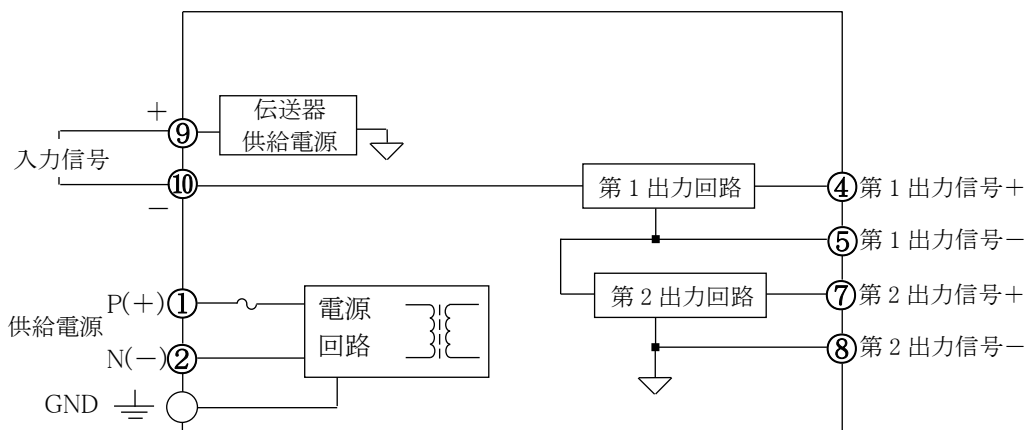 +
⑨
伝送器
供給電源
入力信号
⑩
−
第1出力回路
④ 第1出力信号+
⑤ 第1出力信号−
第2出力回路
⑦ 第2出力信号+
⑧ 第2出力信号−
P(+) ①
供給電源
N(−) ②
電源
回路
GND